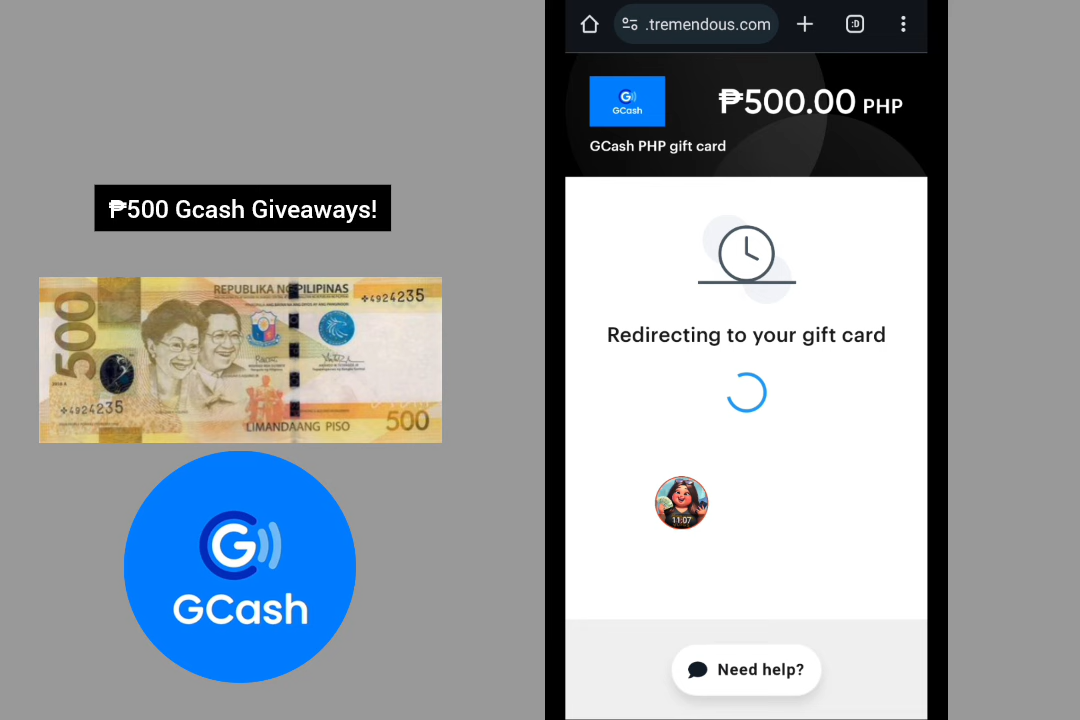 ₱500 Gcash Giveaways!
500
REPUBLIKA NG PILIPINAS
4924235
4924235
LIMANDAANG PISO
500
G
GCash
.tremendous.com
:D
G
GCash
₱500.00 PHP
GCash PHP gift card
Redirecting to your gift card
11:07
Need help?